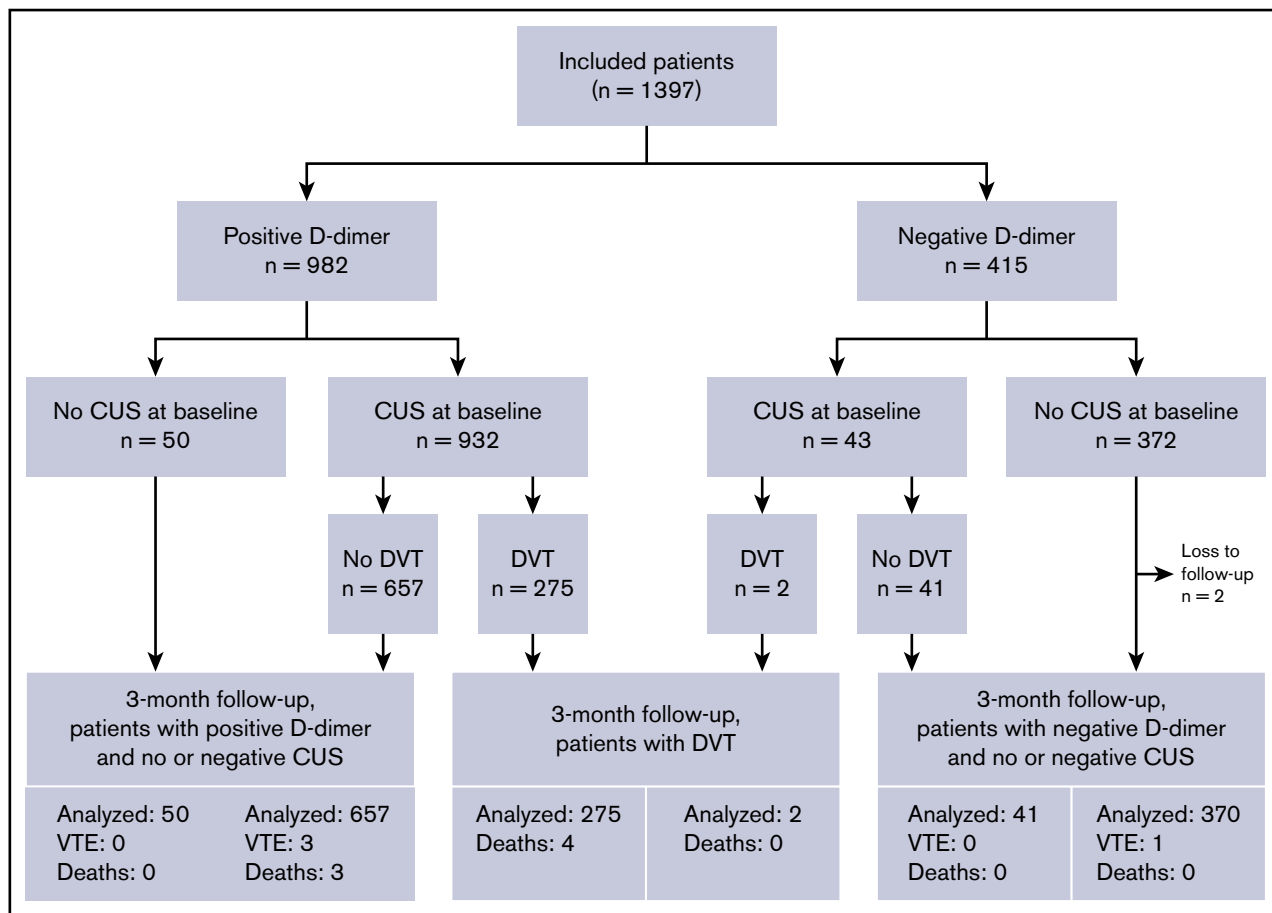 Included patients
(n = 1397)
Positive D-dimer
n = 982
Negative D-dimer
n = 415
No CUS at baseline
n = 50
CUS at baseline
n = 932
CUS at baseline
n = 43
No CUS at baseline
n = 372
No DVT
n = 657
DVT
n = 275
DVT
n = 2
No DVT
n = 41
Loss to
follow-up
n = 2
3-month follow-up,
patients with positive D-dimer
and no or negative CUS
3-month follow-up,
patients with DVT
3-month follow-up,
patients with negative D-dimer
and no or negative CUS
Analyzed: 50
VTE: 0
Deaths: 0
Analyzed: 657
VTE: 3
Deaths: 3
Analyzed: 275
Deaths: 4
Analyzed: 2
Deaths: 0
Analyzed: 41
VTE: 0
Deaths: 0
Analyzed: 370
VTE: 1
Deaths: 0